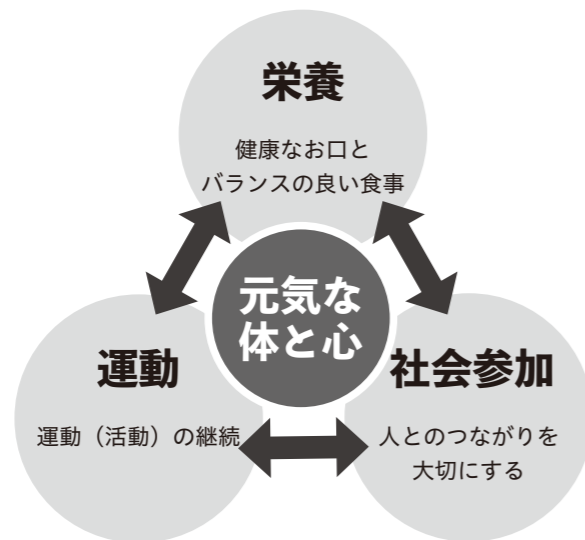 栄養
健康なお口と
バランスの良い食事
元気な
体と心
運動
運動（活動）の継続
社会参加
人とのつながりを
大切にする